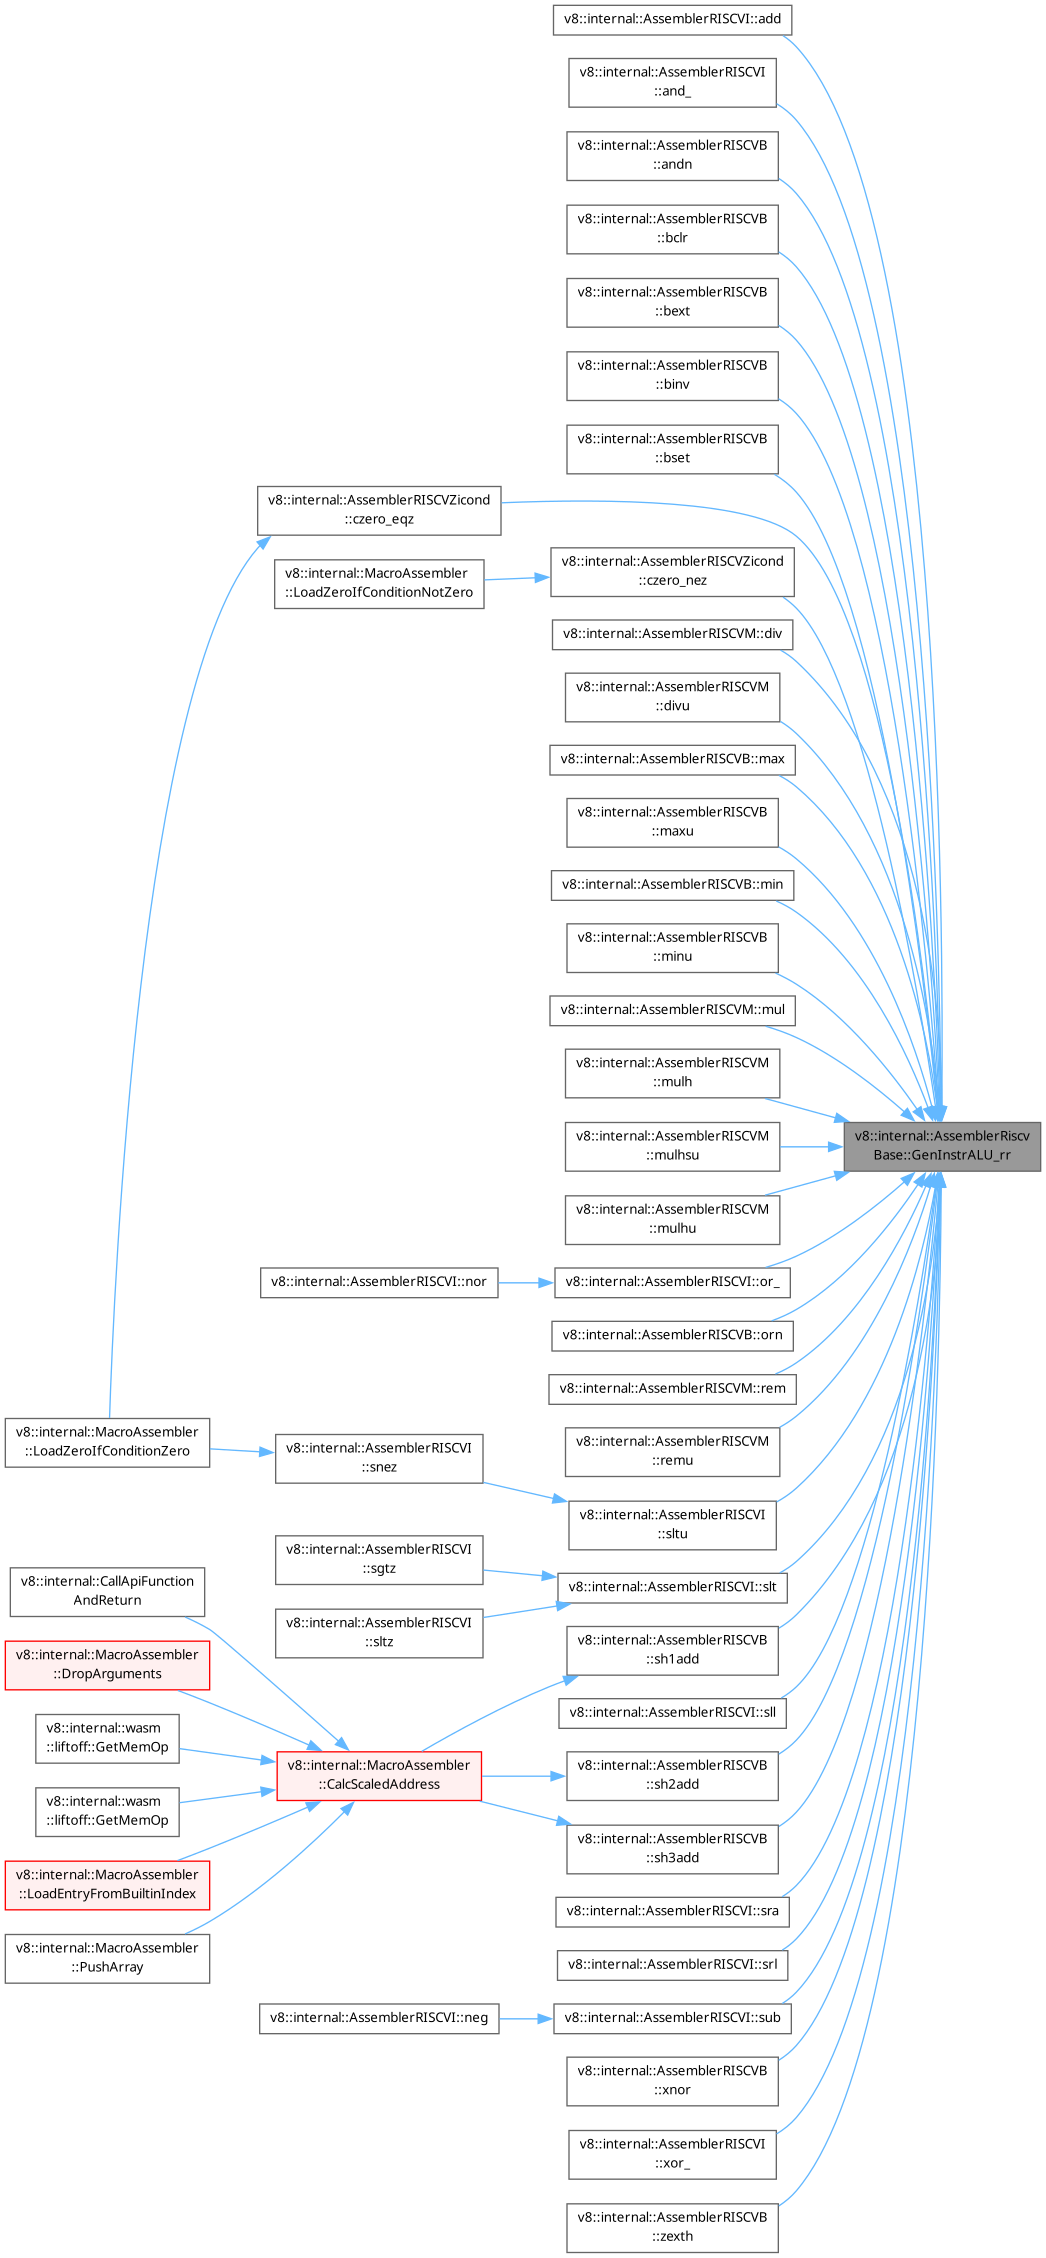 v8::internal::AssemblerRISCVI::add
v8::internal::AssemblerRISCVI
::and_
v8::internal::AssemblerRISCVB
::andn
v8::internal::AssemblerRISCVB
::bclr
v8::internal::AssemblerRISCVB
::bext
v8::internal::AssemblerRISCVB
::binv
v8::internal::AssemblerRISCVB
::bset
v8::internal::AssemblerRISCVZicond
::czero_eqz
v8::internal::AssemblerRISCVZicond
::czero_nez
v8::internal::MacroAssembler
::LoadZeroIfConditionNotZero
v8::internal::AssemblerRISCVM::div
v8::internal::AssemblerRISCVM
::divu
v8::internal::AssemblerRISCVB::max
v8::internal::AssemblerRISCVB
::maxu
v8::internal::AssemblerRISCVB::min
v8::internal::AssemblerRISCVB
::minu
v8::internal::AssemblerRISCVM::mul
v8::internal::AssemblerRISCVM
::mulh
v8::internal::AssemblerRiscv
Base::GenInstrALU_rr
v8::internal::AssemblerRISCVM
::mulhsu
v8::internal::AssemblerRISCVM
::mulhu
v8::internal::AssemblerRISCVI::nor
v8::internal::AssemblerRISCVI::or_
v8::internal::AssemblerRISCVB::orn
v8::internal::AssemblerRISCVM::rem
v8::internal::MacroAssembler
::LoadZeroIfConditionZero
v8::internal::AssemblerRISCVI
::snez
v8::internal::AssemblerRISCVM
::remu
v8::internal::AssemblerRISCVI
::sltu
v8::internal::AssemblerRISCVI
::sgtz
v8::internal::AssemblerRISCVI::slt
v8::internal::CallApiFunction
AndReturn
v8::internal::AssemblerRISCVI
::sltz
v8::internal::AssemblerRISCVB
::sh1add
v8::internal::MacroAssembler
::DropArguments
v8::internal::AssemblerRISCVI::sll
v8::internal::wasm
::liftoff::GetMemOp
v8::internal::MacroAssembler
::CalcScaledAddress
v8::internal::AssemblerRISCVB
::sh2add
v8::internal::wasm
::liftoff::GetMemOp
v8::internal::AssemblerRISCVB
::sh3add
v8::internal::MacroAssembler
::LoadEntryFromBuiltinIndex
v8::internal::AssemblerRISCVI::sra
v8::internal::MacroAssembler
::PushArray
v8::internal::AssemblerRISCVI::srl
v8::internal::AssemblerRISCVI::neg
v8::internal::AssemblerRISCVI::sub
v8::internal::AssemblerRISCVB
::xnor
v8::internal::AssemblerRISCVI
::xor_
v8::internal::AssemblerRISCVB
::zexth